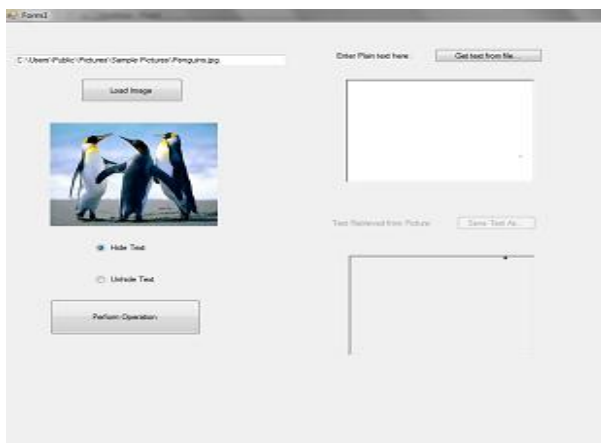 Form1
C:\Users\Public\Pictures\Sample Pictures\Penguins.jpg
Load Image
Hide Text
Unhide Text
Perform Operation
Enter Plain text here : Get text from file...
Text Retrieved from Picture: Save Text As...